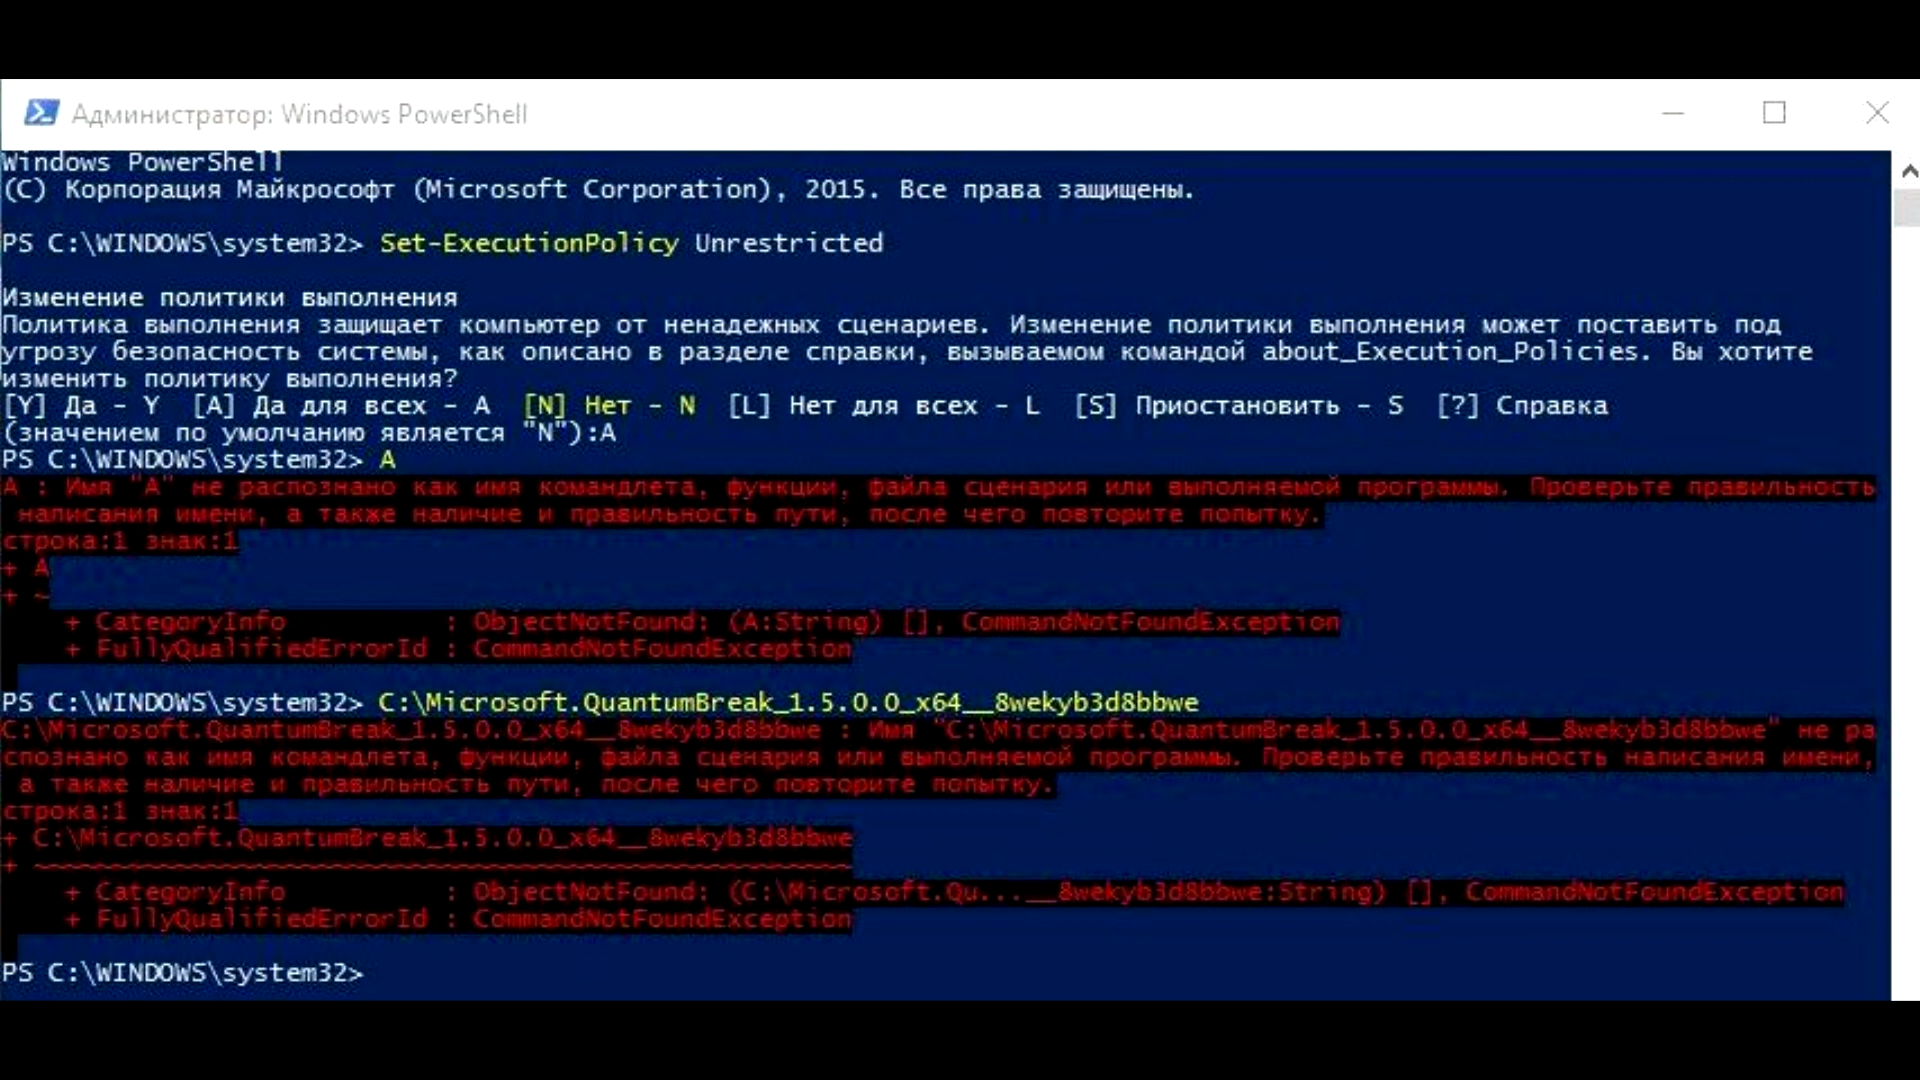 Администратор: Windows PowerShell
Windows PowerShell
(C) Корпорация Майкрософт (Microsoft Corporation), 2015. Все права защищены.
PS C:\WINDOWS\system32> Set-ExecutionPolicy Unrestricted
Изменение политики выполнения
Политика выполнения защищает компьютер от ненадежных сценариев. Изменение политики выполнения может поставить под
угрозу безопасность системы, как описано в разделе справки, вызываемом командой about_Execution_Policies. Вы хотите
изменить политику выполнения?
[Y] Да - Y  [A] Да для всех - A  [N] Нет - N  [L] Нет для всех - L  [S] Приостановить - S  [?] Справка
(значением по умолчанию является "N"):A
PS C:\WINDOWS\system32> A
A : Имя "A" не распознано как имя командлета, функции, файла сценария или выполняемой программы. Проверьте правильность
написания имени, а также наличие и правильность пути, после чего повторите попытку.
строка:1 знак:1
+ A
+ ~
+ CategoryInfo          : ObjectNotFound: (A:String) [], CommandNotFoundException
+ FullyQualifiedErrorId : CommandNotFoundException
PS C:\WINDOWS\system32> C:\Microsoft.QuantumBreak_1.5.0.0_x64__8wekyb3d8bbwe
C:\Microsoft.QuantumBreak_1.5.0.0_x64__8wekyb3d8bbwe : Имя "C:\Microsoft.QuantumBreak_1.5.0.0_x64__8wekyb3d8bbwe" не ра
спознано как имя командлета, функции, файла сценария или выполняемой программы. Проверьте правильность написания имени,
а также наличие и правильность пути, после чего повторите попытку.
строка:1 знак:1
+ C:\Microsoft.QuantumBreak_1.5.0.0_x64__8wekyb3d8bbwe
+ ~~~~~~~~~~~~~~~~~~~~~~~~~~~~~~~~~~~~~~~~~~~~~~~~~~~~
+ CategoryInfo          : ObjectNotFound: (C:\Microsoft.Qu...__8wekyb3d8bbwe:String) [], CommandNotFoundException
+ FullyQualifiedErrorId : CommandNotFoundException
PS C:\WINDOWS\system32>